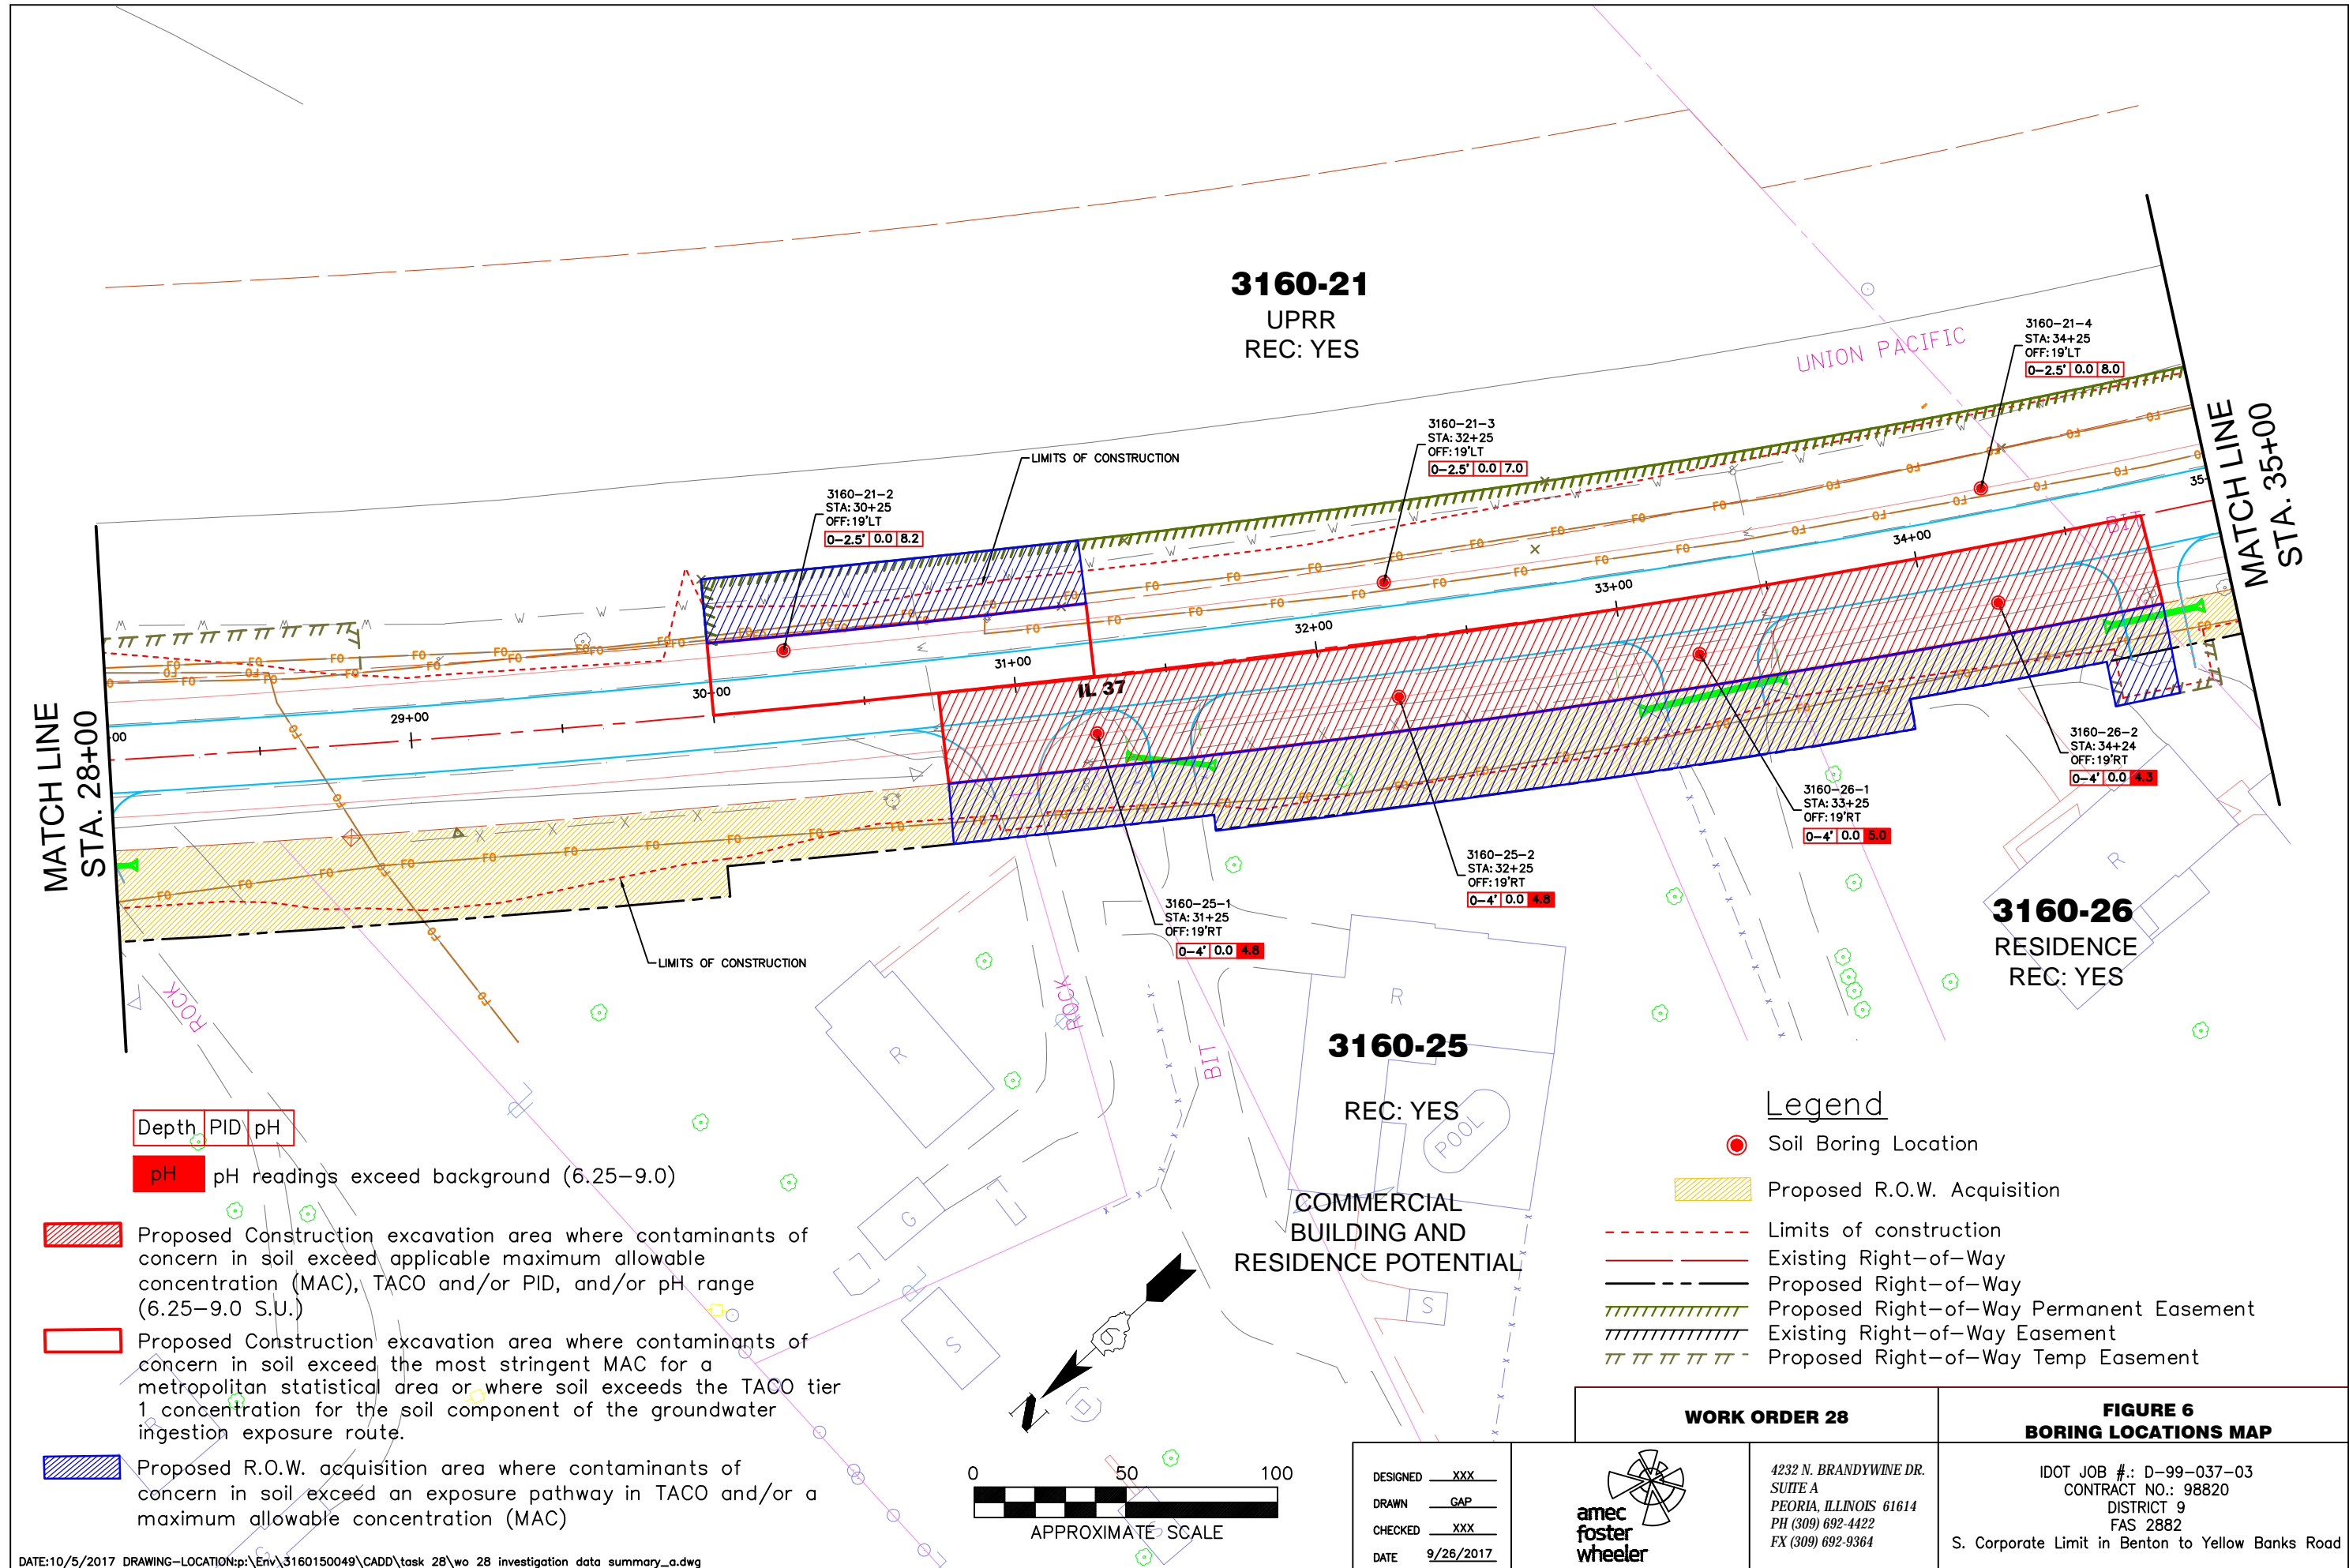 3160-21
UPRR
REC: YES
UNION PACIFIC
3160-21-4
STA: 34+25
OFF: 19'LT
0-2.5' 0.0 8.0
3160-21-3
STA: 32+25
OFF: 19'LT
0-2.5' 0.0 7.0
LIMITS OF CONSTRUCTION
3160-21-2
STA: 30+25
OFF: 19'LT
0-2.5' 0.0 8.2
MATCH LINE
STA. 35+00
35+
BIT
34+00
33+00
32+00
31+00
IL 37
30+00
29+00
00
MATCH LINE
STA. 28+00
3160-26-2
STA: 34+24
OFF: 19'RT
0-4' 0.0 4.3
3160-26-1
STA: 33+25
OFF: 19'RT
0-4' 0.0 5.0
3160-25-2
STA: 32+25
OFF: 19'RT
0-4' 0.0 4.8
3160-25-1
STA: 31+25
OFF: 19'RT
0-4' 0.0 4.8
LIMITS OF CONSTRUCTION
3160-26
RESIDENCE
REC: YES
R
ROCK
ROCK
BIT
R
R
3160-25
REC: YES
POOL
COMMERCIAL
BUILDING AND
RESIDENCE POTENTIAL
G
S
S
R
G
S
N
Depth PID pH
pH pH readings exceed background (6.25-9.0)
Proposed Construction excavation area where contaminants of
concern in soil exceed applicable maximum allowable
concentration (MAC), TACO and/or PID, and/or pH range
(6.25-9.0 S.U.)
Proposed Construction excavation area where contaminants of
concern in soil exceed the most stringent MAC for a
metropolitan statistical area or where soil exceeds the TACO tier
1 concentration for the soil component of the groundwater
ingestion exposure route.
Proposed R.O.W. acquisition area where contaminants of
concern in soil exceed an exposure pathway in TACO and/or a
maximum allowable concentration (MAC)
Legend
Soil Boring Location
Proposed R.O.W. Acquisition
Limits of construction
Existing Right-of-Way
Proposed Right-of-Way
Proposed Right-of-Way Permanent Easement
Existing Right-of-Way Easement
Proposed Right-of-Way Temp Easement
0 50 100
APPROXIMATE SCALE
WORK ORDER 28
FIGURE 6
BORING LOCATIONS MAP
DESIGNED XXX
DRAWN GAP
CHECKED XXX
DATE 9/26/2017
amec
foster
wheeler
4232 N. BRANDYWINE DR.
SUITE A
PEORIA, ILLINOIS 61614
PH (309) 692-4422
FX (309) 692-9364
IDOT JOB #.: D-99-037-03
CONTRACT NO.: 98820
DISTRICT 9
FAS 2882
S. Corporate Limit in Benton to Yellow Banks Road
DATE:10/5/2017 DRAWING-LOCATION:p:\Env\3160150049\CADD\task 28\wo 28 investigation data summary_a.dwg